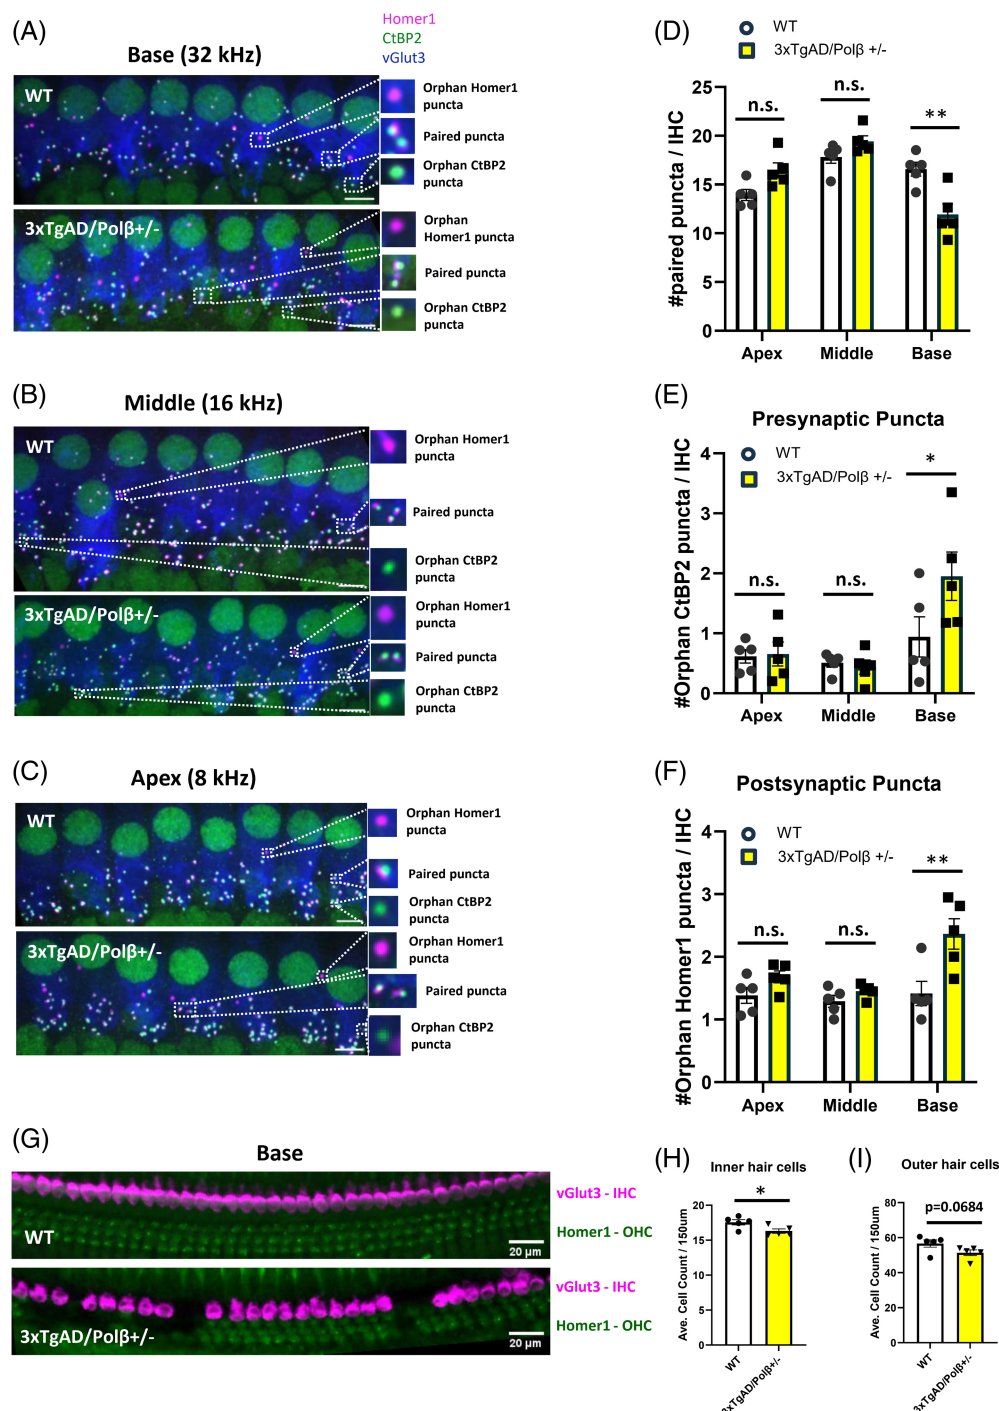 (A)
Homer1
CtBP2
vGlut3
Base (32 kHz)
WT
Orphan Homer1
puncta
Paired puncta
Orphan CtBP2
puncta
3xTgAD/Polβ+/-
Orphan
Homer1 puncta
Paired puncta
Orphan CtBP2
puncta
(B)
Middle (16 kHz)
WT
Orphan Homer1
puncta
Paired puncta
Orphan CtBP2
puncta
3xTgAD/Polβ+/-
Orphan Homer1
puncta
Paired puncta
Orphan CtBP2
puncta
(C)
Apex (8 kHz)
WT
Orphan Homer1
puncta
Paired puncta
Orphan CtBP2
puncta
3xTgAD/Polβ+/-
Orphan Homer1
puncta
Paired puncta
Orphan CtBP2
puncta
(D)
WT
3xTgAD/Polβ +/-
#paired puncta / IHC
25
20
15
10
5
0
n.s.
n.s.
**
Apex
Middle
Base
(E)
Presynaptic Puncta
WT
3xTgAD/Polβ +/-
#Orphan CtBP2 puncta / IHC
4
3
2
1
0
n.s.
n.s.
*
Apex
Middle
Base
(F)
Postsynaptic Puncta
WT
3xTgAD/Polβ +/-
#Orphan Homer1 puncta / IHC
4
3
2
1
0
n.s.
n.s.
**
Apex
Middle
Base
(G)
Base
WT
vGlut3 - IHC
Homer1 - OHC
20 µm
3xTgAD/Polβ+/-
vGlut3 - IHC
Homer1 - OHC
20 µm
(H)
Inner hair cells
*
Ave. Cell Count / 150um
20
15
10
5
0
WT
3xTgAD/Polβ+/-
(I)
Outer hair cells
p=0.0684
Ave. Cell Count / 150um
80
60
40
20
0
WT
3xTgAD/Polβ+/-